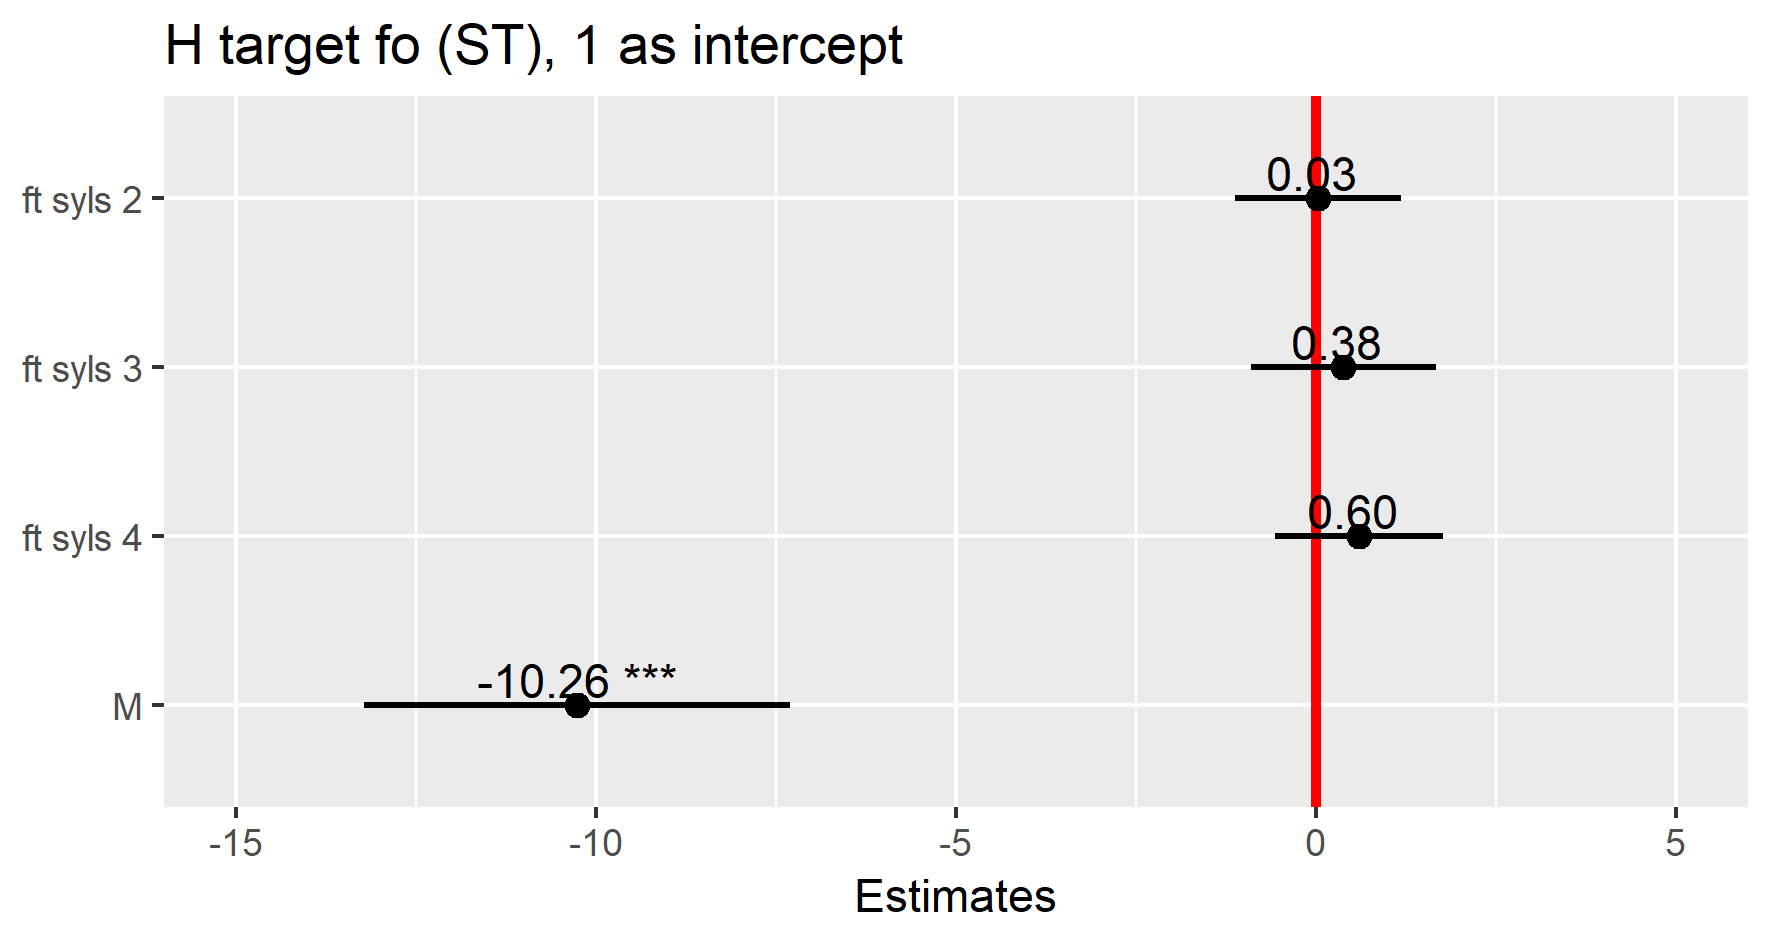 H target fo (ST), 1 as intercept
ft syls 2
0.03
ft syls 3
0.38
ft syls 4
0.60
M
-10.26 ***
-15
-10
-5
0
5
Estimates